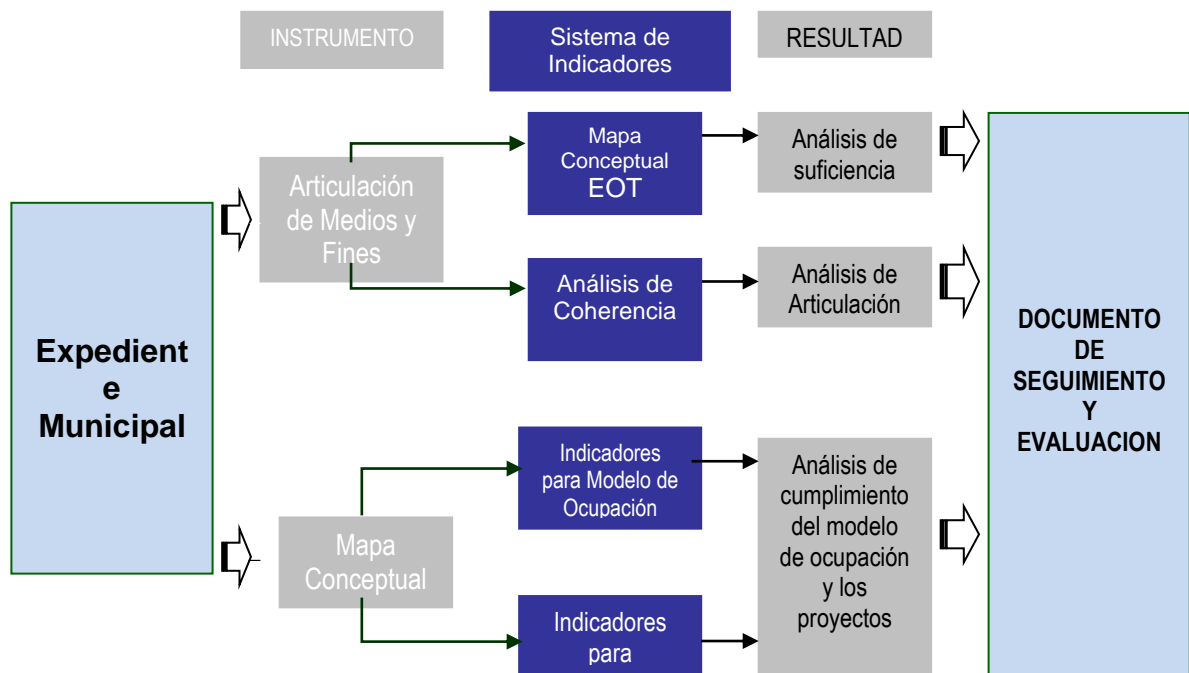 INSTRUMENTO
Sistema de
Indicadores
RESULTAD
Expedient
e
Municipal
Articulación
de Medios y
Fines
Mapa
Conceptual
EOT
Análisis de
suficiencia
Análisis de
Coherencia
Análisis de
Articulación
Mapa
Conceptual
Indicadores
para Modelo de
Ocupación
Indicadores
para
Análisis de
cumplimiento
del modelo
de ocupación
y los
proyectos
DOCUMENTO
DE
SEGUIMIENTO
Y
EVALUACION